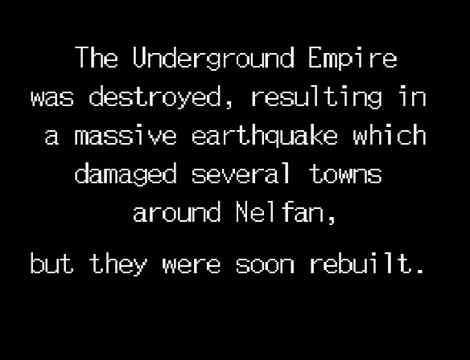 The Underground Empire
was destroyed, resulting in
a massive earthquake which
damaged several towns
around Nelfan,
but they were soon rebuilt.